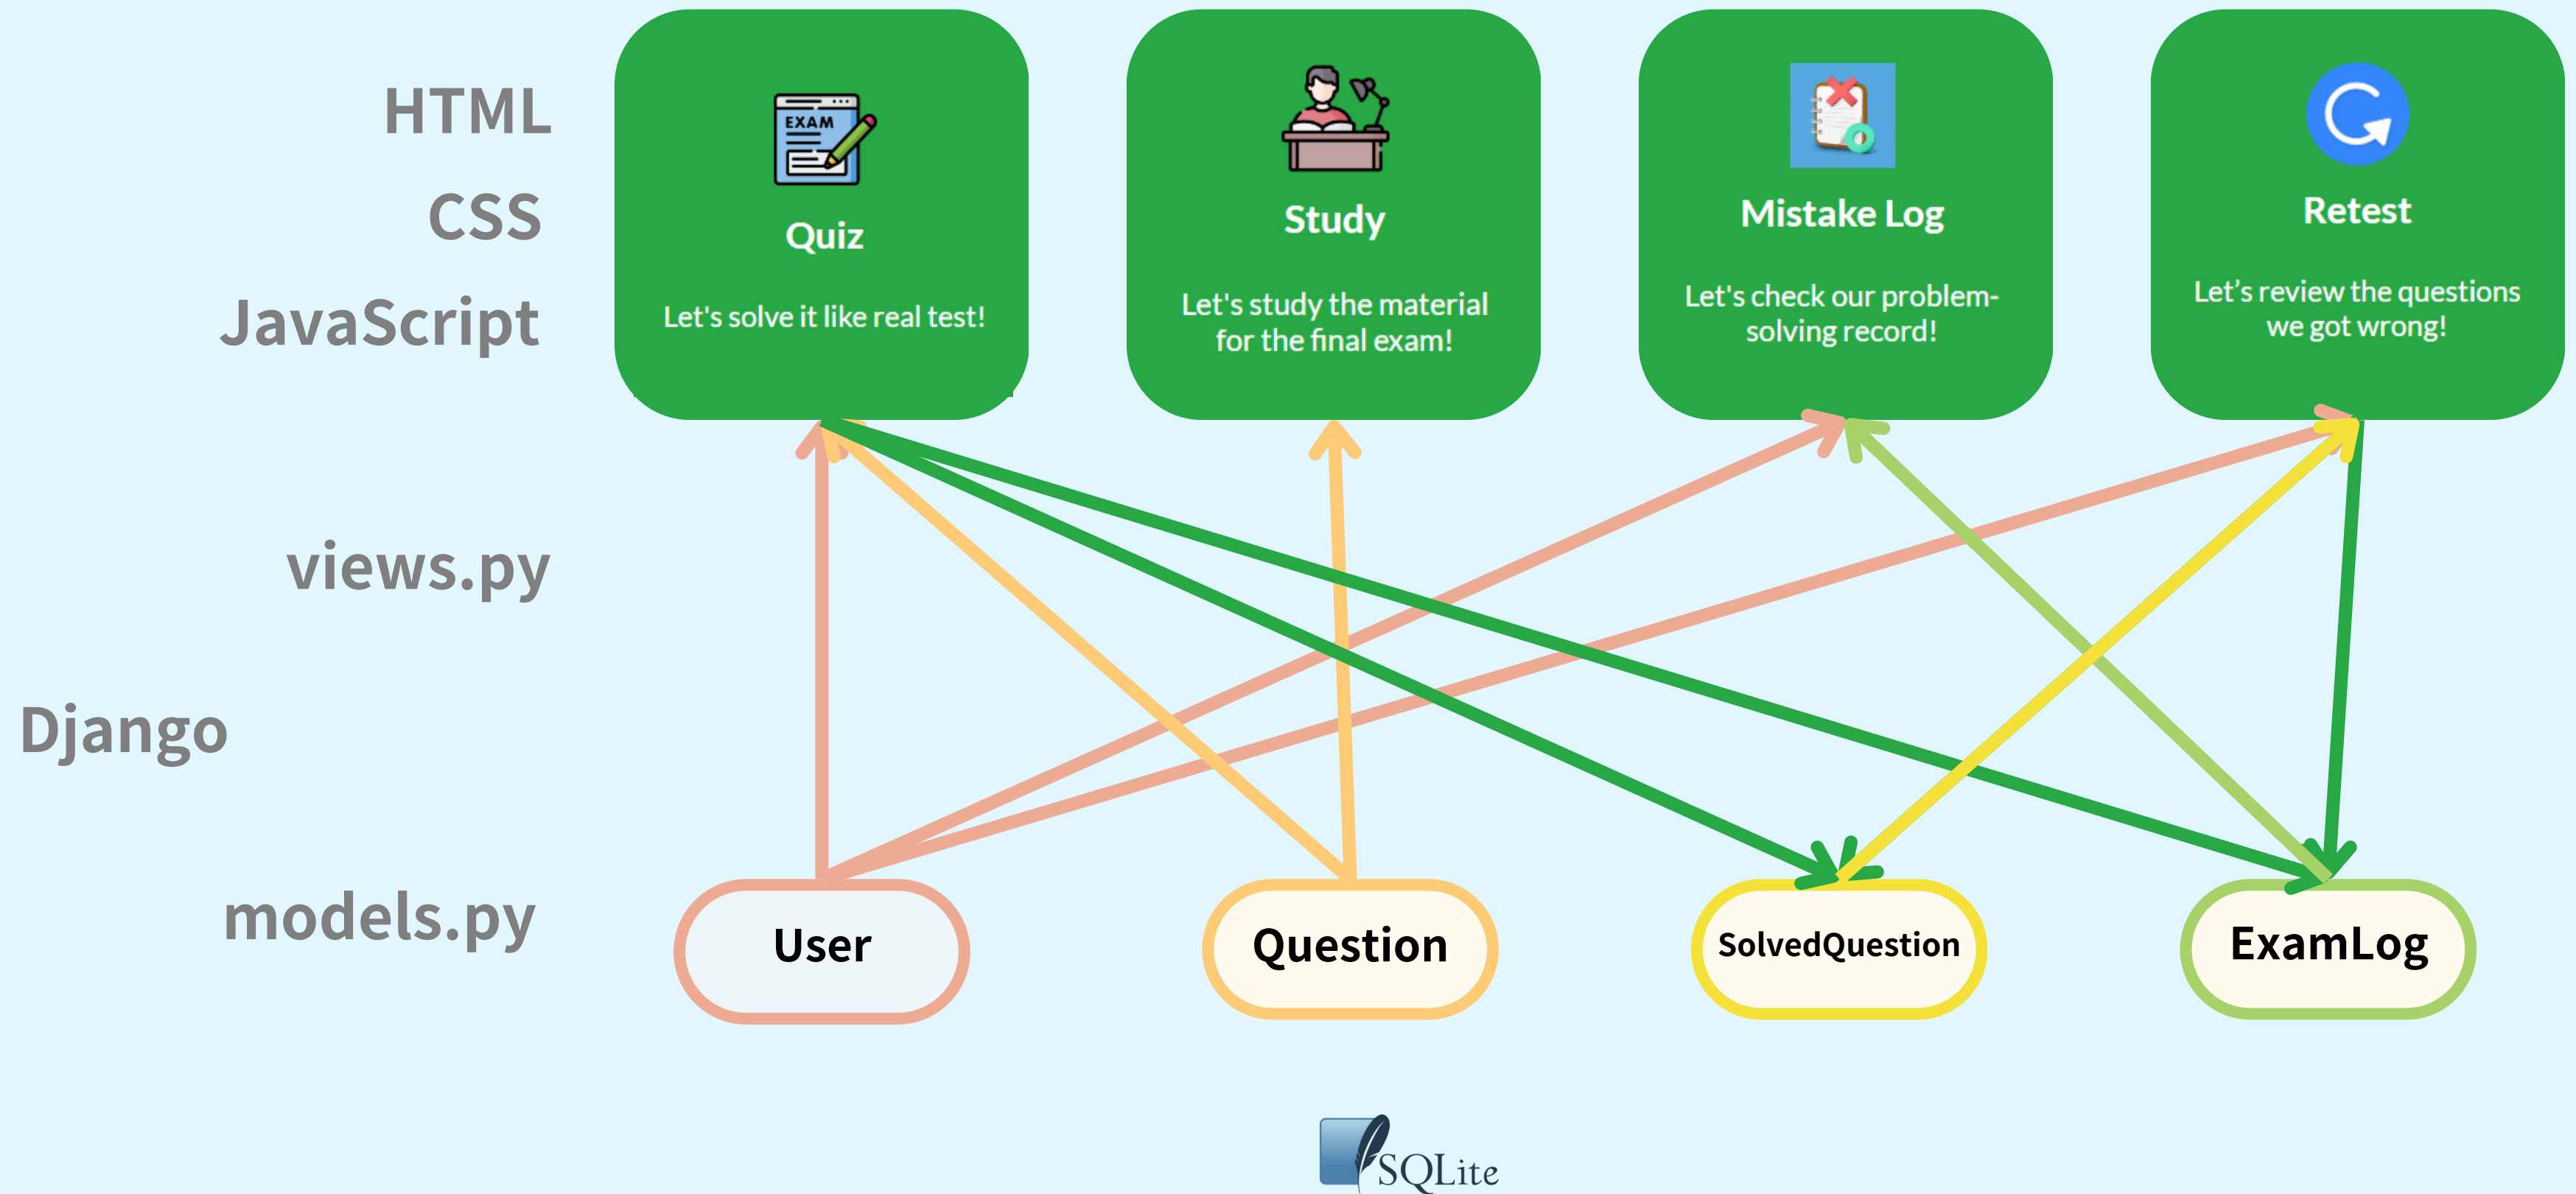 HTML
CSS
JavaScript
EXAM
Quiz
Let's solve it like real test!
Study
Let's study the material
for the final exam!
Mistake Log
Let's check our problem-
solving record!
Retest
Let’s review the questions
we got wrong!
views.py
Django
models.py
User
Question
SolvedQuestion
ExamLog
SQLite